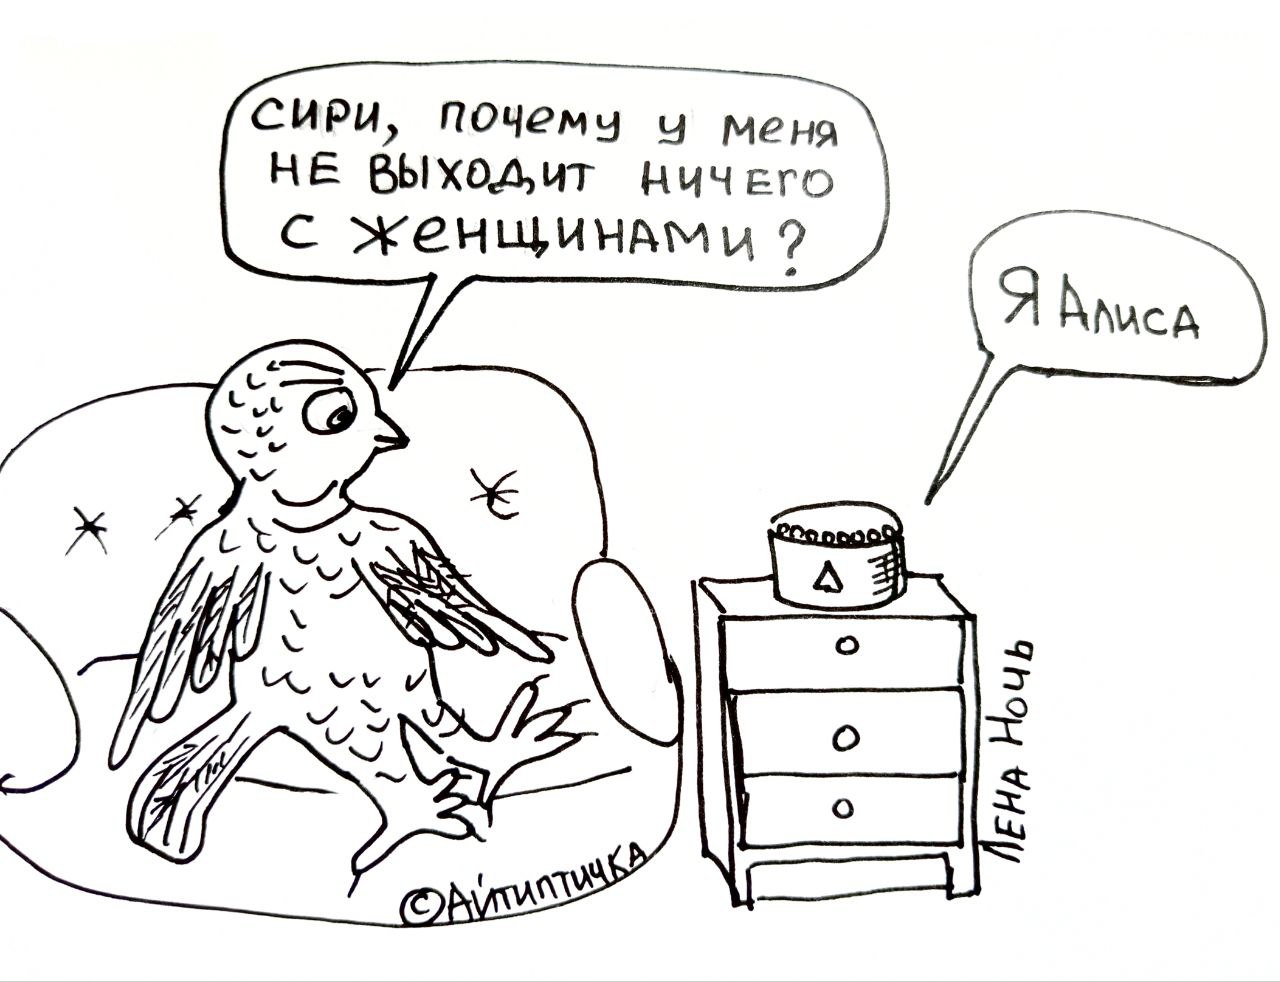 СИРИ, ПОЧЕМУ У МЕНЯ
НЕ ВЫХОДИТ НИЧЕГО
С ЖЕНЩИНАМИ?
Я АЛИСА
©АЙТИПТИЧКА
ЛЕНА НОЧЬ